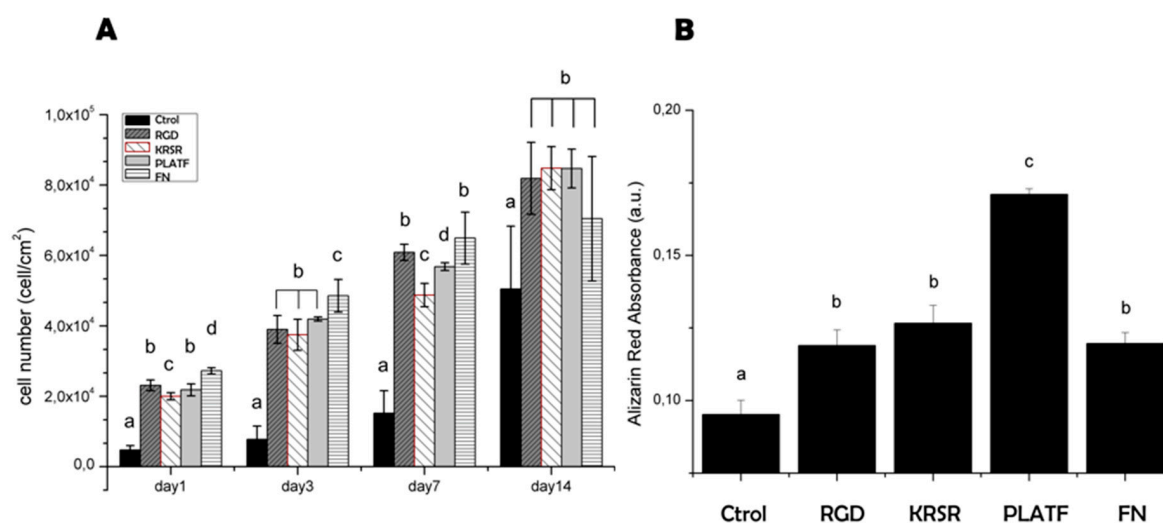 A
1,0x10⁵
8,0x10⁴
6,0x10⁴
4,0x10⁴
2,0x10⁴
0,0
cell number (cell/cm²)
Ctrol
RGD
KRSR
PLATF
FN
a
b
c
b
d
a
b
c
a
b
c
d
b
a
b
day1
day3
day7
day14
B
0,20
0,15
0,10
Alizarin Red Absorbance (a.u.)
a
b
b
c
b
Ctrol
RGD
KRSR
PLATF
FN